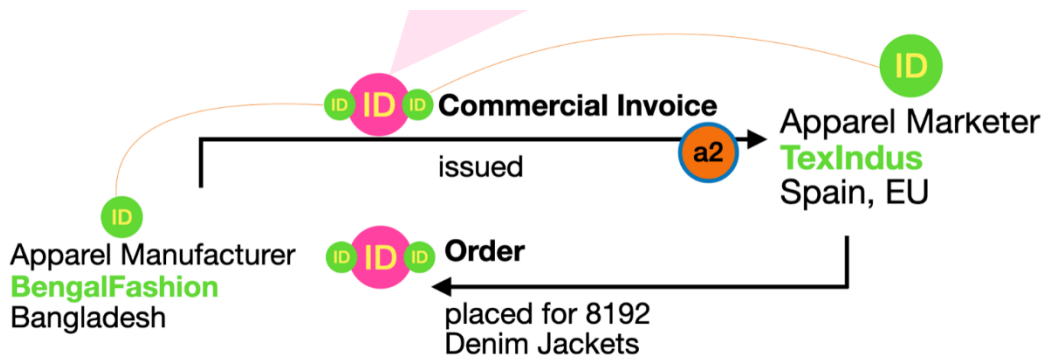 ID
ID ID ID Commercial Invoice
issued
a2
Apparel Marketer
TexIndus
Spain, EU
ID
Apparel Manufacturer
BengalFashion
Bangladesh
ID ID ID Order
placed for 8192
Denim Jackets